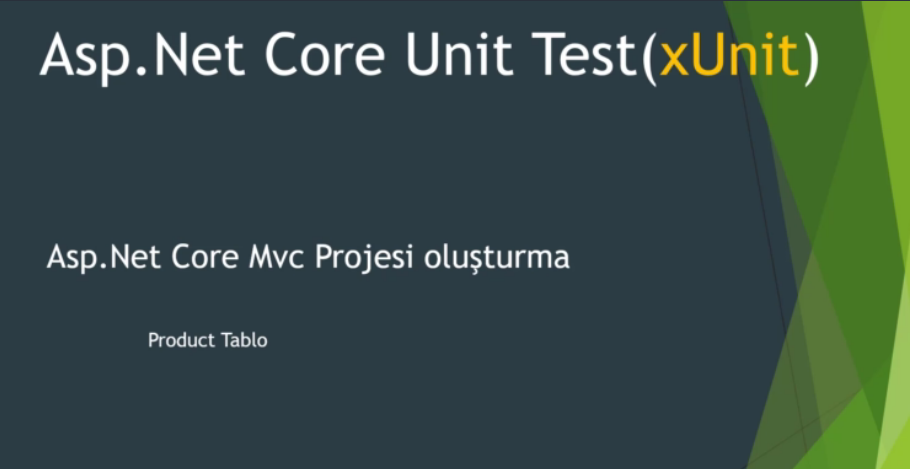 Asp.Net Core Unit Test(xUnit)
Asp.Net Core Mvc Projesi oluşturma
Product Tablo